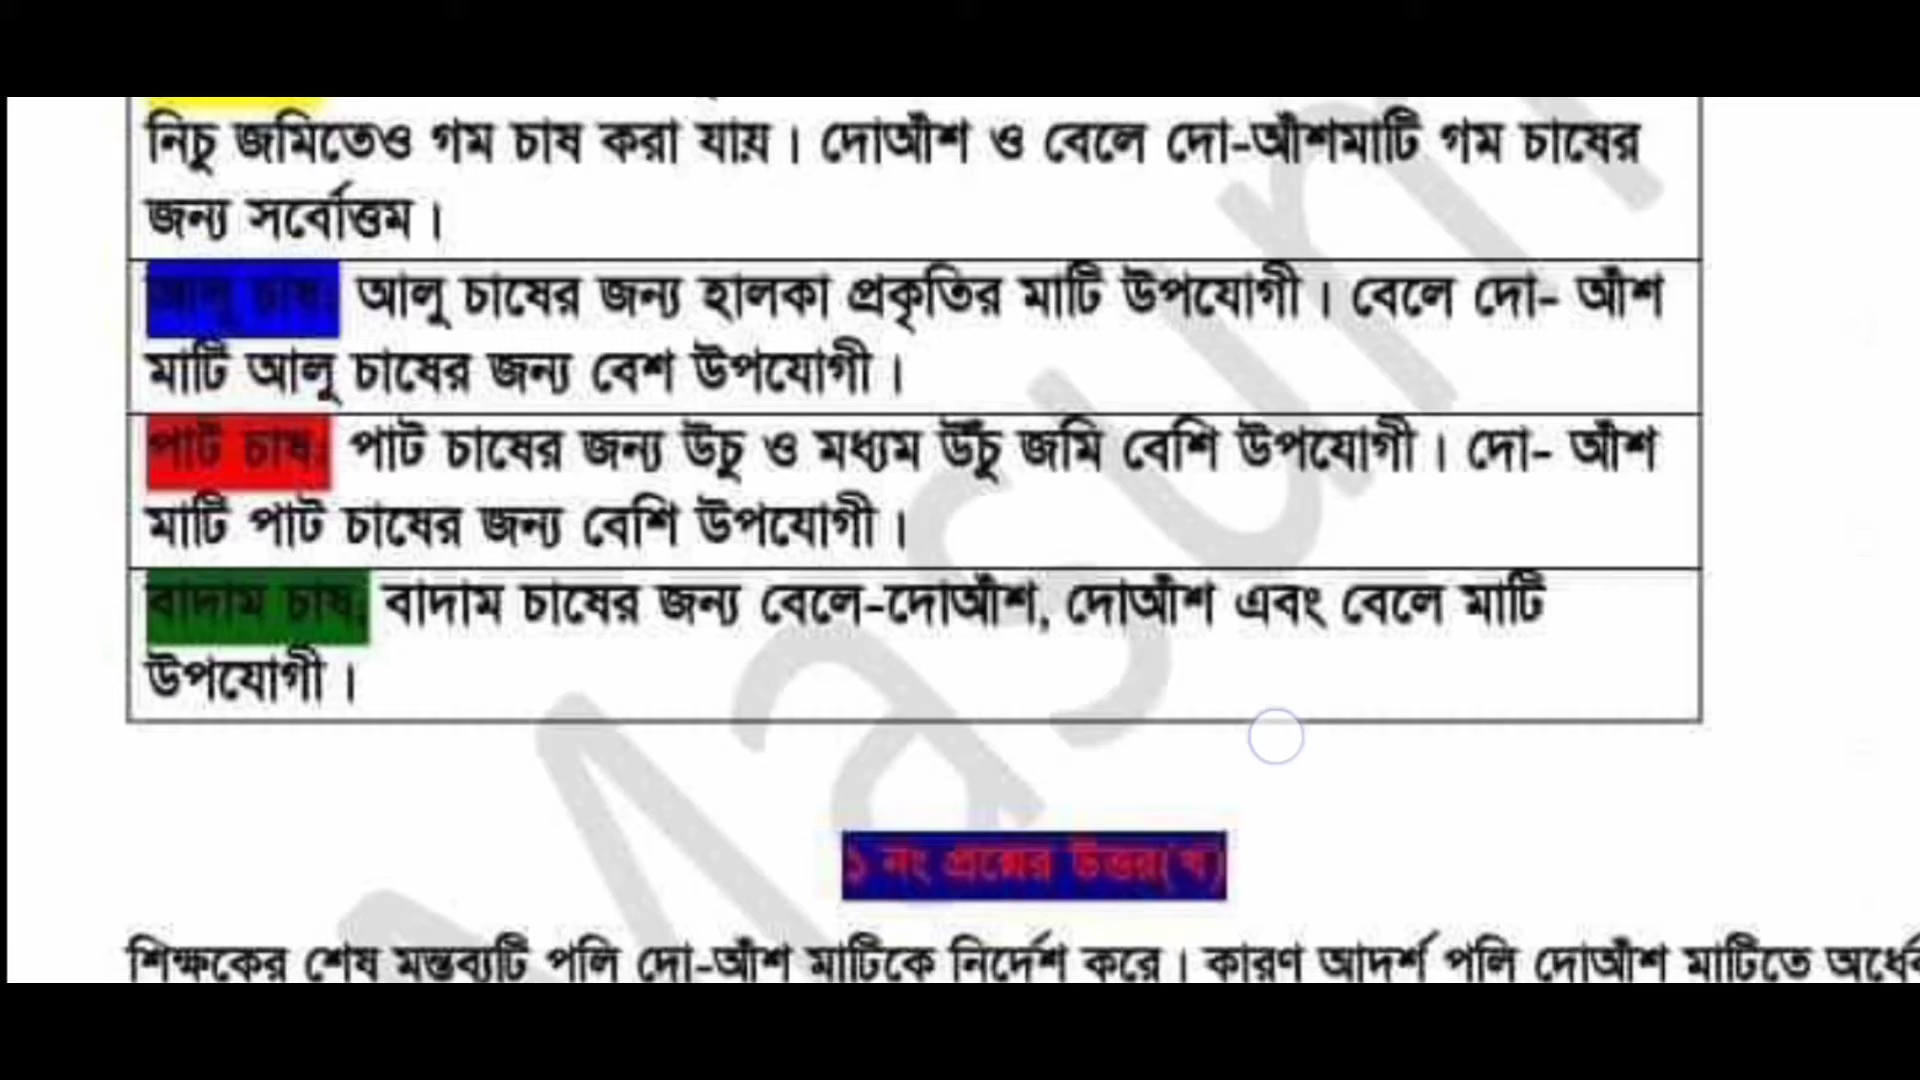 নিচু জমিতেও গম চাষ করা যায়। দোআঁশ ও বেলে দো-আঁশমাটি গম চাষের
জন্য সর্বোত্তম।
আলু চাষ: আলু চাষের জন্য হালকা প্রকৃতির মাটি উপযোগী। বেলে দো- আঁশ
মাটি আলু চাষের জন্য বেশ উপযোগী।
পাট চাষ: পাট চাষের জন্য উচু ও মধ্যম উঁচু জমি বেশি উপযোগী। দো- আঁশ
মাটি পাট চাষের জন্য বেশি উপযোগী।
বাদাম চাষ: বাদাম চাষের জন্য বেলে-দোআঁশ, দোআঁশ এবং বেলে মাটি
উপযোগী।
১ নং প্রশ্নের উত্তর(খ)
শিক্ষকের শেষ মন্তব্যটি পলি দো-আঁশ মাটিকে নির্দেশ করে। কারণ আদর্শ পলি দোআঁশ মাটিতে
Masum